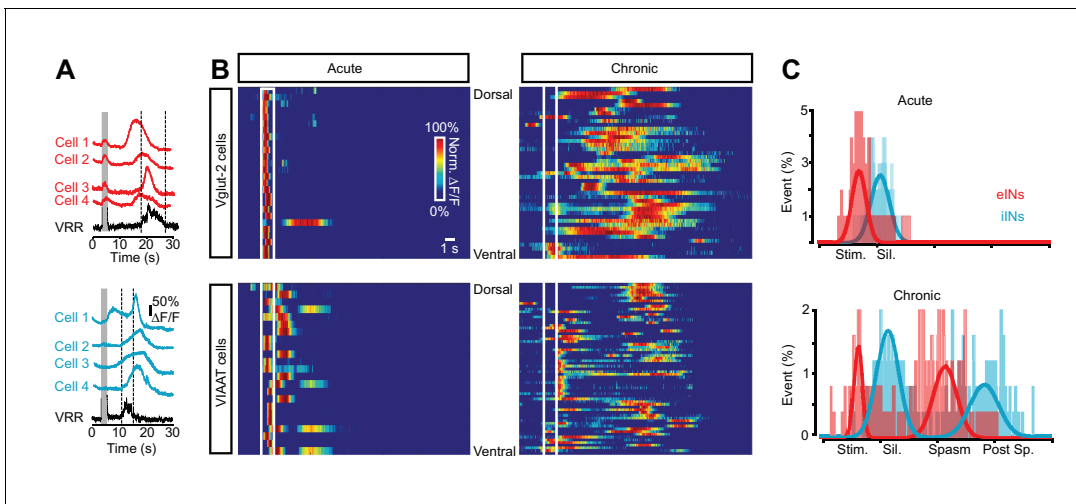 A
Cell 1
Cell 2
Cell 3
Cell 4
VRR
0 10 20 30
Time (s)
50%
ΔF/F
Cell 1
Cell 2
Cell 3
Cell 4
VRR
0 10 20 30
Time (s)
B
Acute
Chronic
Vglut-2 cells
VIAAT cells
100%
Norm. ΔF/F
0%
1 s
Dorsal
Ventral
Dorsal
Ventral
C
Acute
5
3
1
0
Event (%)
eINs
iINs
Stim. Sil.
Chronic
2
1
0
Event (%)
Stim. Sil. Spasm Post Sp.